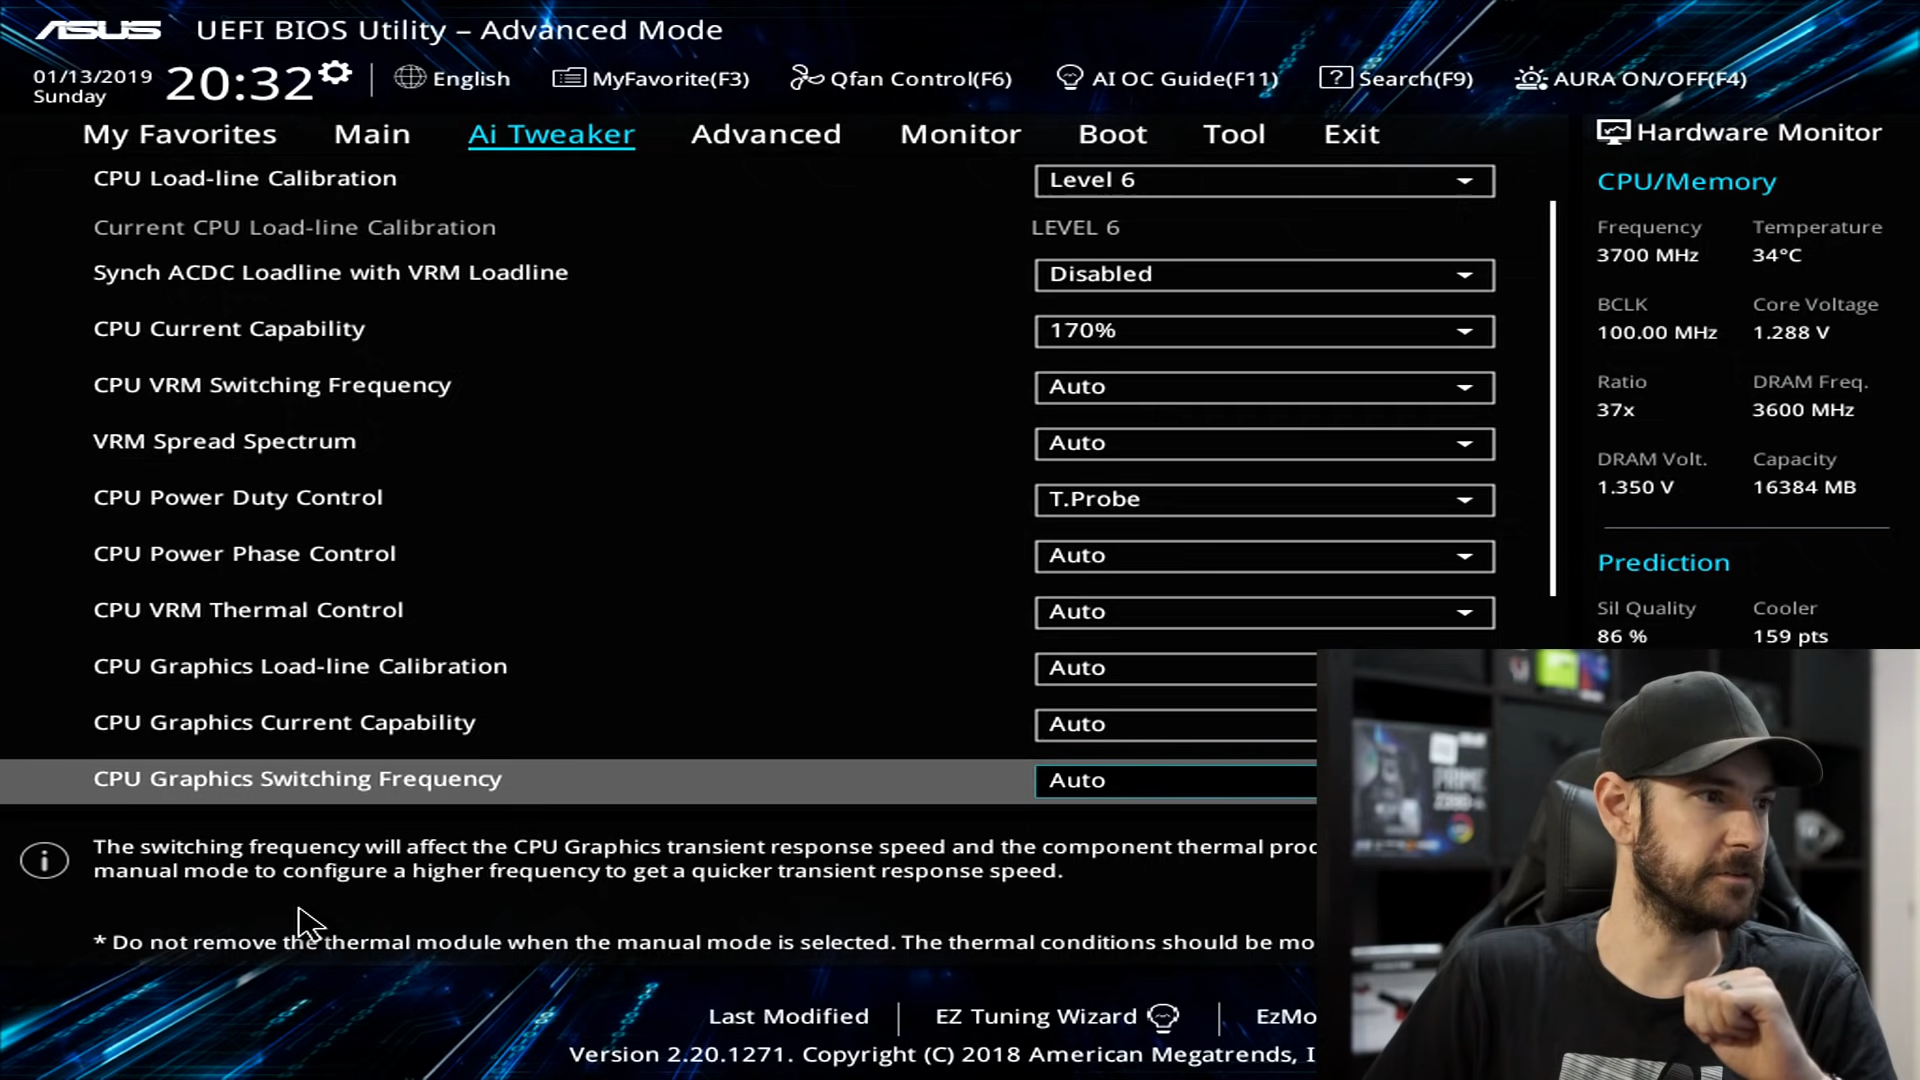 ASUS UEFI BIOS Utility – Advanced Mode
01/13/2019
Sunday
20:32
English
MyFavorite(F3)
Qfan Control(F6)
AI OC Guide(F11)
Search(F9)
AURA ON/OFF(F4)
My Favorites
Main
Ai Tweaker
Advanced
Monitor
Boot
Tool
Exit
CPU Load-line Calibration
Level 6
Current CPU Load-line Calibration
LEVEL 6
Synch ACDC Loadline with VRM Loadline
Disabled
CPU Current Capability
170%
CPU VRM Switching Frequency
Auto
VRM Spread Spectrum
Auto
CPU Power Duty Control
T.Probe
CPU Power Phase Control
Auto
CPU VRM Thermal Control
Auto
CPU Graphics Load-line Calibration
Auto
CPU Graphics Current Capability
Auto
CPU Graphics Switching Frequency
Auto
The switching frequency will affect the CPU Graphics transient response speed and the component thermal proc
manual mode to configure a higher frequency to get a quicker transient response speed.
* Do not remove the thermal module when the manual mode is selected. The thermal conditions should be mo
Hardware Monitor
CPU/Memory
Frequency
Temperature
3700 MHz
34°C
BCLK
Core Voltage
100.00 MHz
1.288 V
Ratio
DRAM Freq.
37x
3600 MHz
DRAM Volt.
Capacity
1.350 V
16384 MB
Prediction
Sil Quality
Cooler
86 %
159 pts
PRIME
Last Modified
EZ Tuning Wizard
EzMo
Version 2.20.1271. Copyright (C) 2018 American Megatrends, I